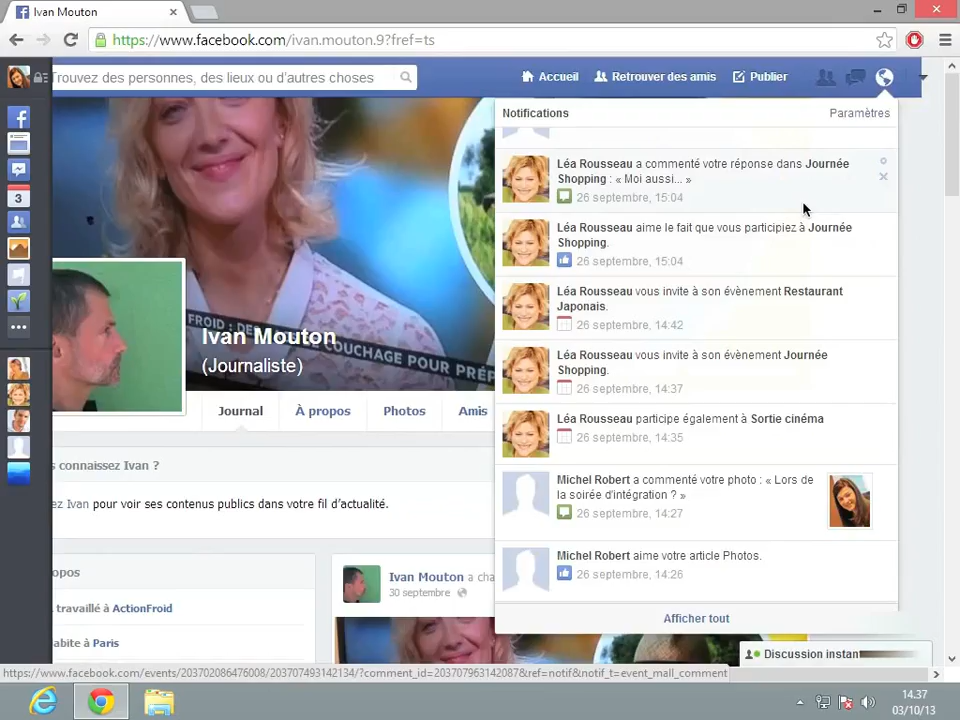 Ivan Mouton
https://www.facebook.com/ivan.mouton.9?fref=ts
Trouvez des personnes, des lieux ou d'autres choses
Accueil
Retrouver des amis
Publier
Notifications
Paramètres
Léa Rousseau a commenté votre réponse dans Journée
Shopping : « Moi aussi... »
26 septembre, 15:04
Léa Rousseau aime le fait que vous participiez à Journée
Shopping.
26 septembre, 15:04
Léa Rousseau vous invite à son évènement Restaurant
Japonais.
26 septembre, 14:42
Léa Rousseau vous invite à son évènement Journée
Shopping.
26 septembre, 14:37
Léa Rousseau participe également à Sortie cinéma
26 septembre, 14:35
Michel Robert a commenté votre photo : « Lors de
la soirée d'intégration ? »
26 septembre, 14:27
Michel Robert aime votre article Photos.
26 septembre, 14:26
Afficher tout
3
FROID : DE
COUCHAGE POUR PRÉ
Ivan Mouton
(Journaliste)
Journal
À propos
Photos
Amis
s connaissez Ivan ?
ez Ivan pour voir ses contenus publics dans votre fil d'actualité.
opos
travaillé à ActionFroid
abite à Paris
Ivan Mouton a cha
30 septembre
Discussion instan
https://www.facebook.com/events/203702086476008/203707493142134/?comment_id=203707963142087&ref=notif&notif_t=event_mall_comment
14.37
03/10/13